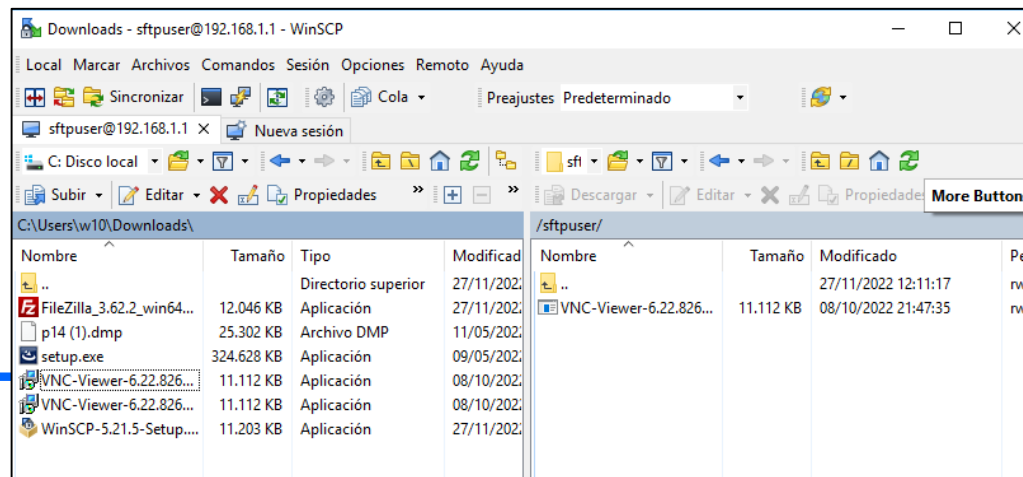 Downloads - sftpuser@192.168.1.1 - WinSCP
Local Marcar Archivos Comandos Sesión Opciones Remoto Ayuda
Sincronizar Cola Preajustes Predeterminado
sftpuser@192.168.1.1 Nueva sesión
C: Disco local sft
Subir Editar Propiedades » » Descargar Editar Propiedade More Button
C:\Users\w10\Downloads\ /sftpuser/
Nombre Tamaño Tipo Modificad Nombre Tamaño Modificado Pe
.. Directorio superior 27/11/2022 .. 27/11/2022 12:11:17 rw
FileZilla_3.62.2_win64... 12.046 KB Aplicación 27/11/2022 VNC-Viewer-6.22.826... 11.112 KB 08/10/2022 21:47:35 rw
p14 (1).dmp 25.302 KB Archivo DMP 11/05/2022
setup.exe 324.628 KB Aplicación 09/05/2022
VNC-Viewer-6.22.826... 11.112 KB Aplicación 08/10/2022
VNC-Viewer-6.22.826... 11.112 KB Aplicación 08/10/2022
WinSCP-5.21.5-Setup.... 11.203 KB Aplicación 27/11/2022